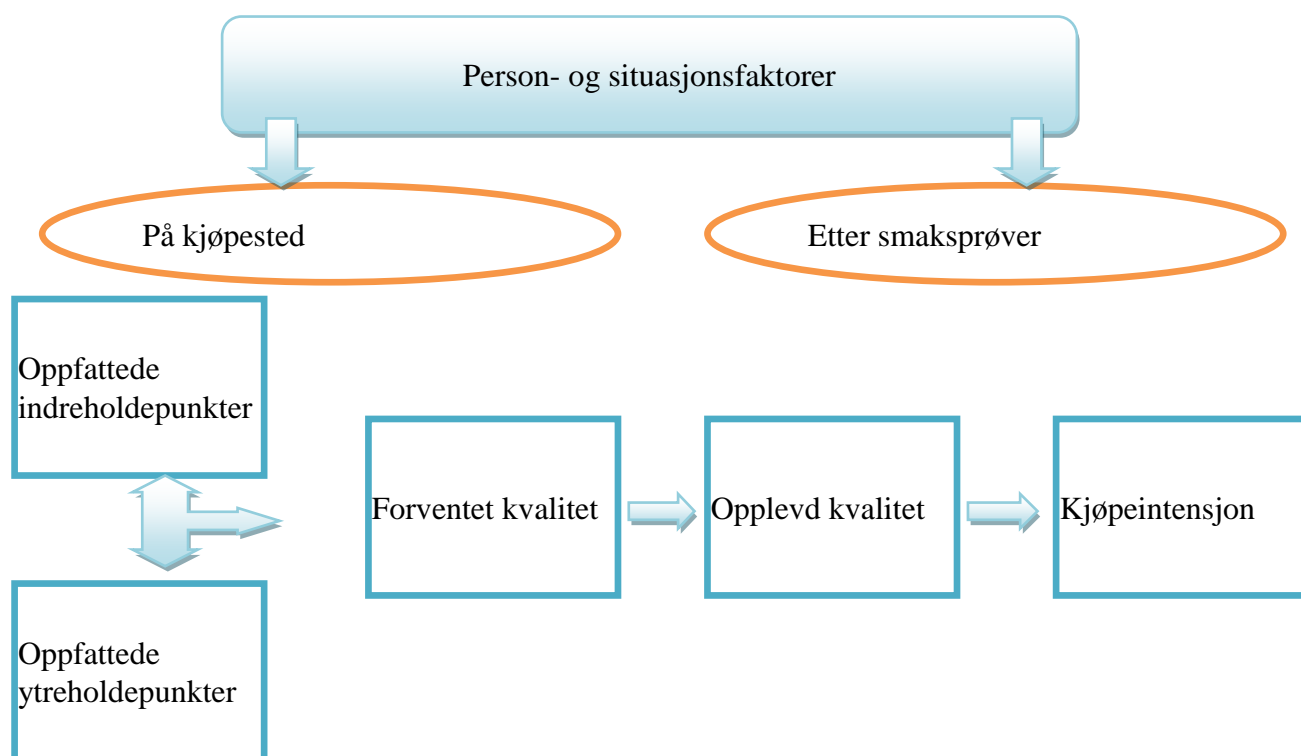 Person- og situasjonsfaktorer
På kjøpested
Etter smaksprøver
Oppfattede
indreholdepunkter
Forventet kvalitet
Opplevd kvalitet
Kjøpeintensjon
Oppfattede
ytreholdepunkter